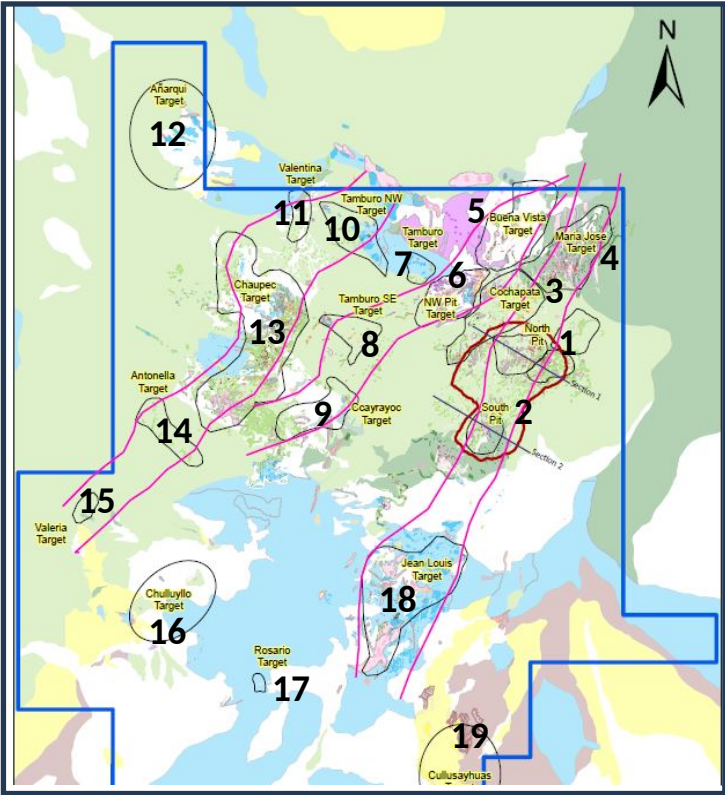 N
Añarqui
Target
12
Valentina
Target
11
Tamburo NW
Target
10
5
Buena Vista
Target
Tamburo
Target
7
Maria Jose
Target
4
6
NW Pit
Target
Cochapata
Target
3
Chaupec
Target
13
Tamburo SE
Target
8
North
Pit
1
Section 1
Antonella
Target
14
9
Ccayrayoc
Target
South
Pit
2
Section 2
15
Valeria
Target
Jean Louis
Target
18
Chulluyllo
Target
16
Rosario
Target
17
19
Cullusayhuas